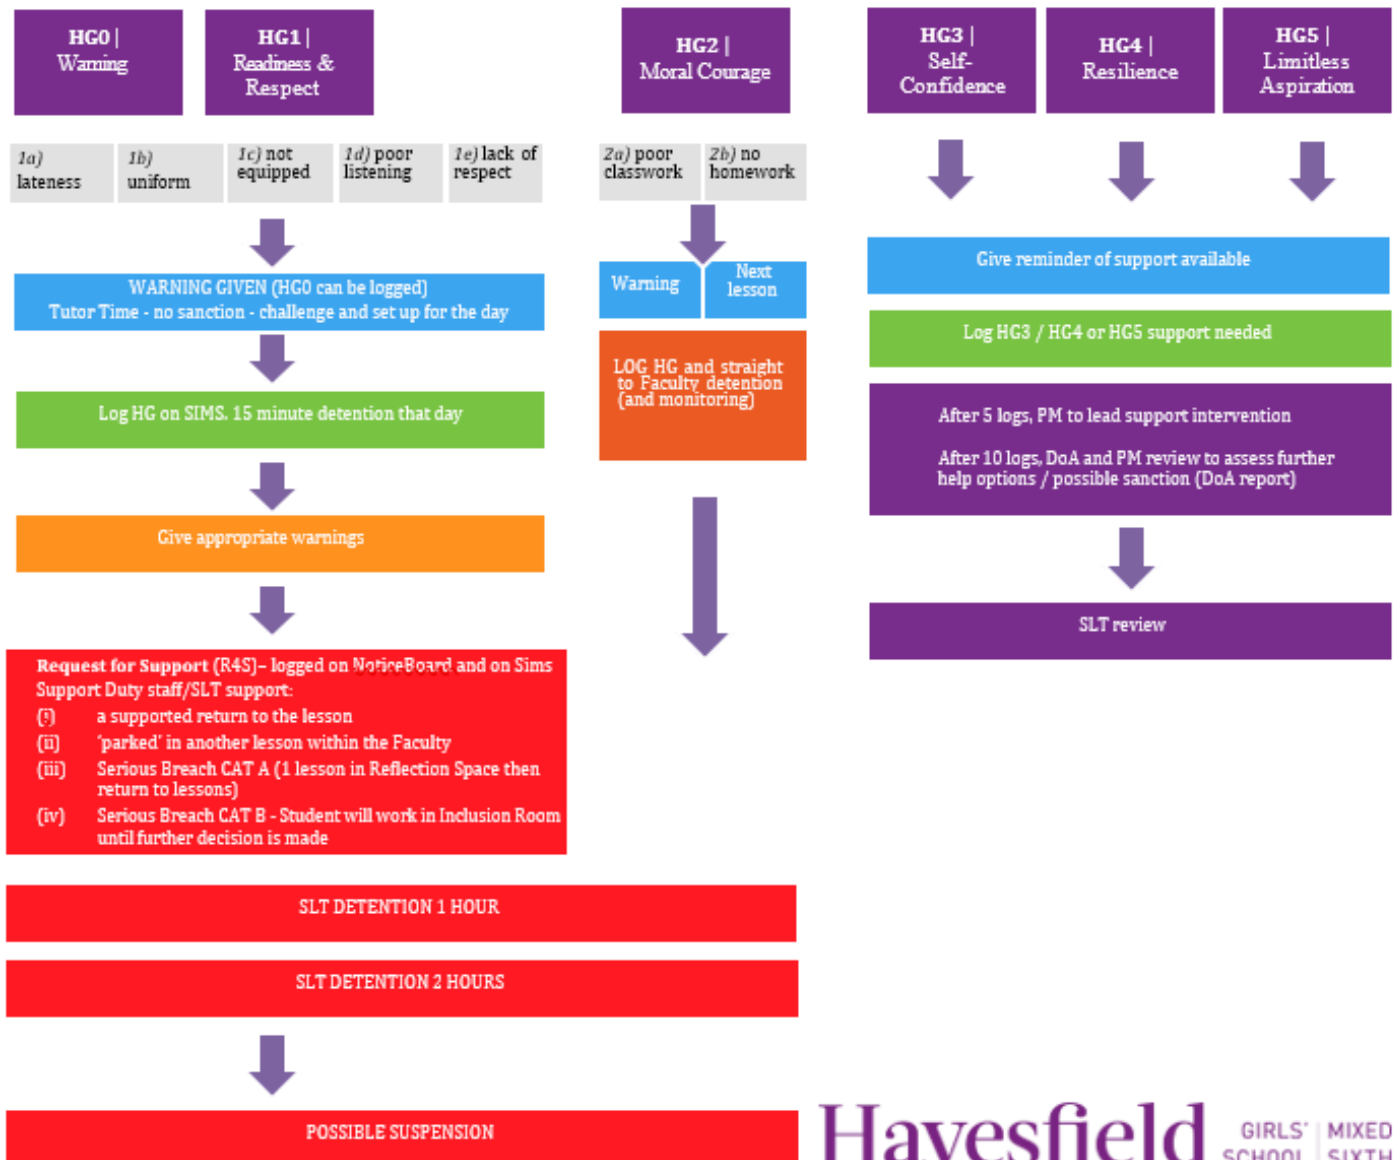 HG0 |
Warning
HG1 |
Readiness &
Respect
HG2 |
Moral Courage
HG3 |
Self-
Confidence
HG4 |
Resilience
HG5 |
Limitless
Aspiration
1a)
lateness
1b)
uniform
1c) not
equipped
1d) poor
listening
1e) lack of
respect
2a) poor
classwork
2b) no
homework
WARNING GIVEN (HG0 can be logged)
Tutor Time - no sanction - challenge and set up for the day
Log HG on SIMS. 15 minute detention that day
Give appropriate warnings
Request for Support (R4S)– logged on NoticeBoard and on Sims
Support Duty staff/SLT support:
(i) a supported return to the lesson
(ii) 'parked' in another lesson within the Faculty
(iii) Serious Breach CAT A (1 lesson in Reflection Space then
return to lessons)
(iv) Serious Breach CAT B - Student will work in Inclusion Room
until further decision is made
Warning
Next
lesson
LOG HG and straight
to Faculty detention
(and monitoring)
Give reminder of support available
Log HG3 / HG4 or HG5 support needed
After 5 logs, PM to lead support intervention
After 10 logs, DoA and PM review to assess further
help options / possible sanction (DoA report)
SLT review
SLT DETENTION 1 HOUR
SLT DETENTION 2 HOURS
POSSIBLE SUSPENSION
Hayesfield
GIRLS' | MIXED
SCHOOL | SIXTH